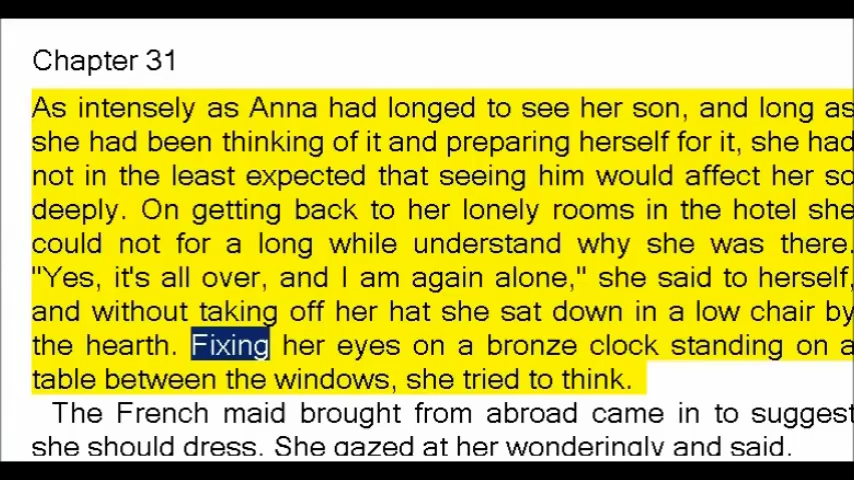 Chapter 31
As intensely as Anna had longed to see her son, and long as
she had been thinking of it and preparing herself for it, she had
not in the least expected that seeing him would affect her so
deeply. On getting back to her lonely rooms in the hotel she
could not for a long while understand why she was there.
"Yes, it's all over, and I am again alone," she said to herself,
and without taking off her hat she sat down in a low chair by
the hearth. Fixing her eyes on a bronze clock standing on a
table between the windows, she tried to think.
The French maid brought from abroad came in to suggest
she should dress. She gazed at her wonderingly and said.